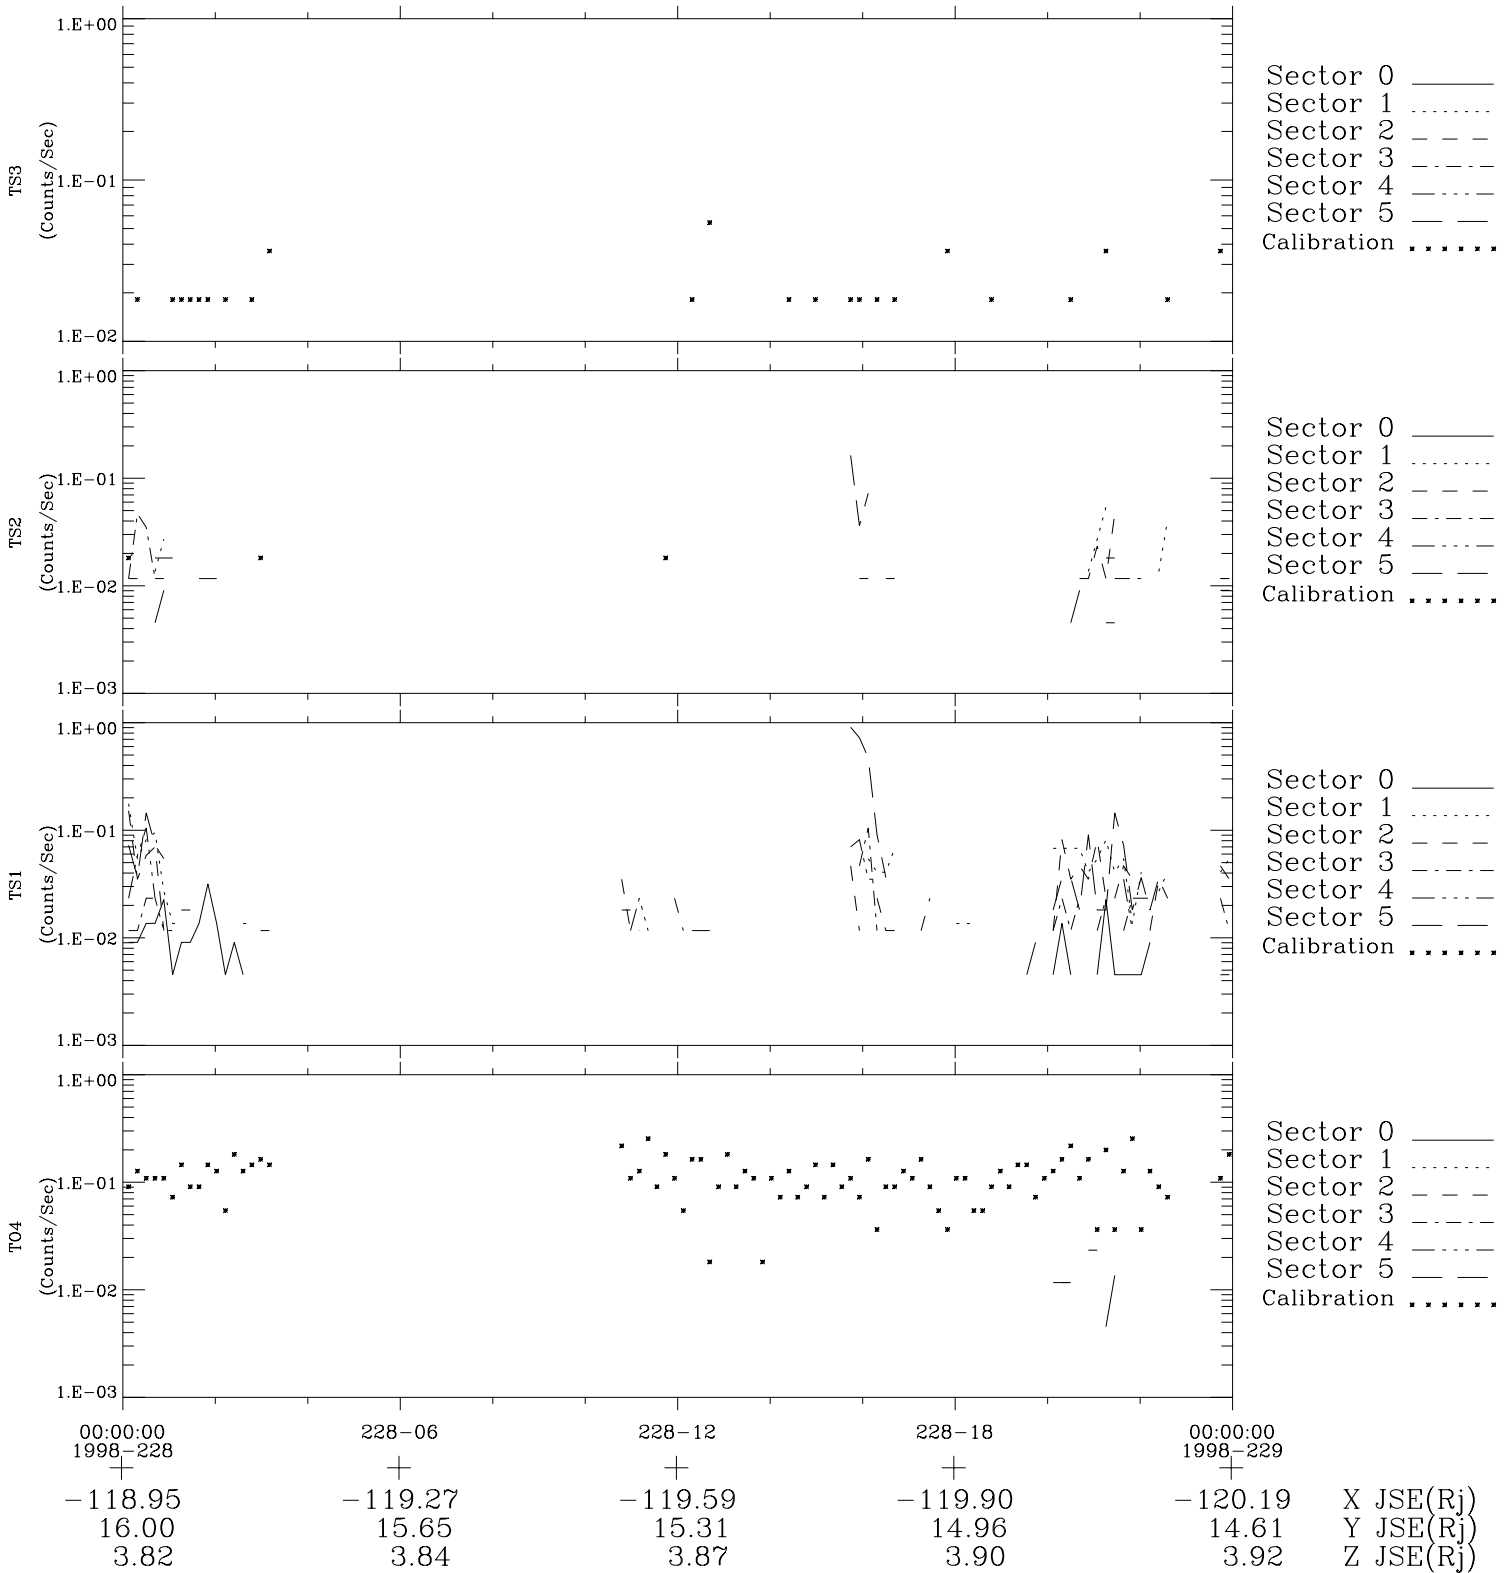 1.E+00
1.E-01
1.E-02
TS3
(Counts/Sec)
Sector 0
Sector 1
Sector 2
Sector 3
Sector 4
Sector 5
Calibration
1.E+00
1.E-01
1.E-02
1.E-03
TS2
(Counts/Sec)
Sector 0
Sector 1
Sector 2
Sector 3
Sector 4
Sector 5
Calibration
1.E+00
1.E-01
1.E-02
1.E-03
TS1
(Counts/Sec)
Sector 0
Sector 1
Sector 2
Sector 3
Sector 4
Sector 5
Calibration
1.E+00
1.E-01
1.E-02
1.E-03
T04
(Counts/Sec)
Sector 0
Sector 1
Sector 2
Sector 3
Sector 4
Sector 5
Calibration
00:00:00 228-06 228-12 228-18 00:00:00
1998-228 1998-229
-118.95 -119.27 -119.59 -119.90 -120.19 X JSE(Rj)
16.00 15.65 15.31 14.96 14.61 Y JSE(Rj)
3.82 3.84 3.87 3.90 3.92 Z JSE(Rj)